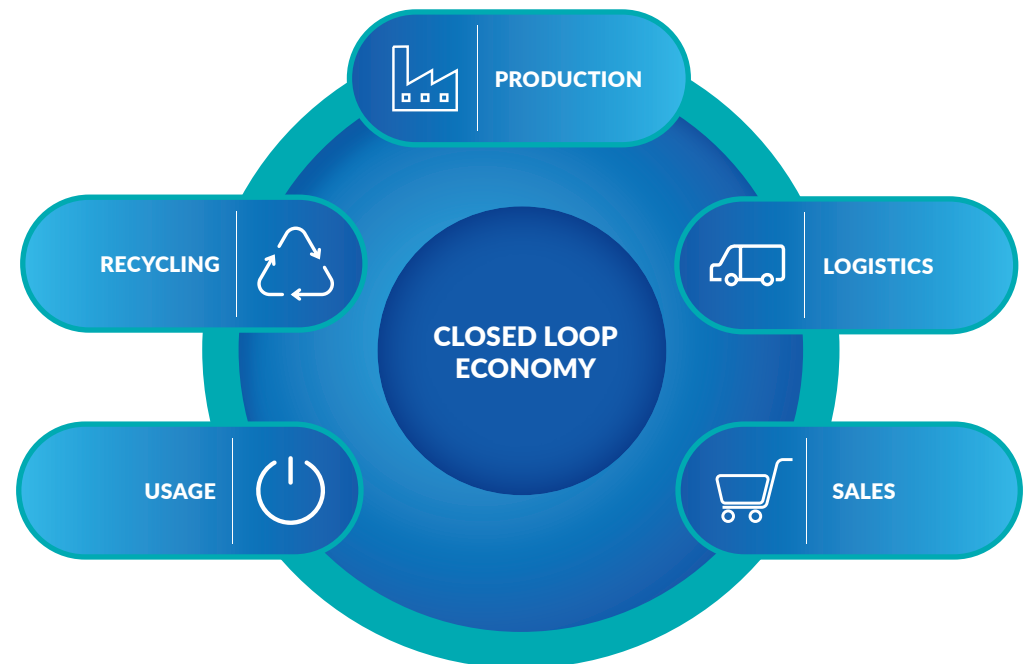 PRODUCTION
RECYCLING
LOGISTICS
CLOSED LOOP
ECONOMY
USAGE
SALES